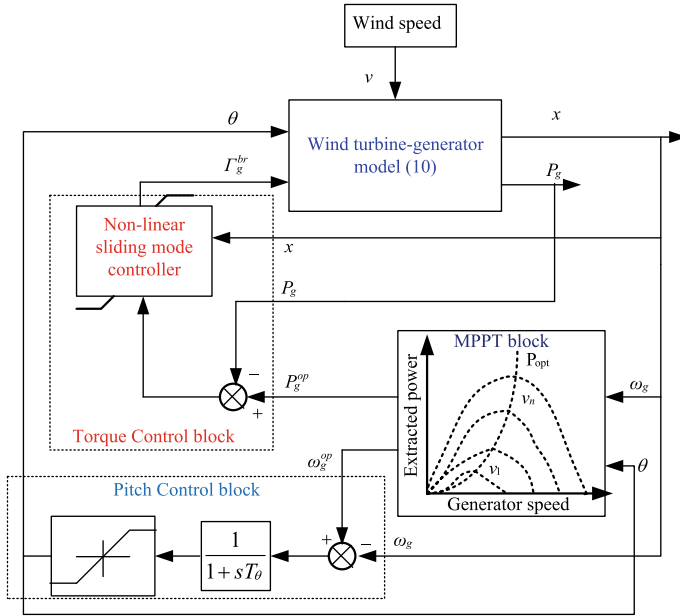 Wind speed
v
θ
x
Wind turbine-generator
model (10)
Γ_g^{br}
P_g
Non-linear
sliding mode
controller
x
P_g
MPPT block
P_opt
−
P_g^{op}
+
v_n
ω_g
Extracted power
Torque Control block
ω_g^{op}
v_1
θ
Generator speed
Pitch Control block
+
−
ω_g
1
1+sT_θ